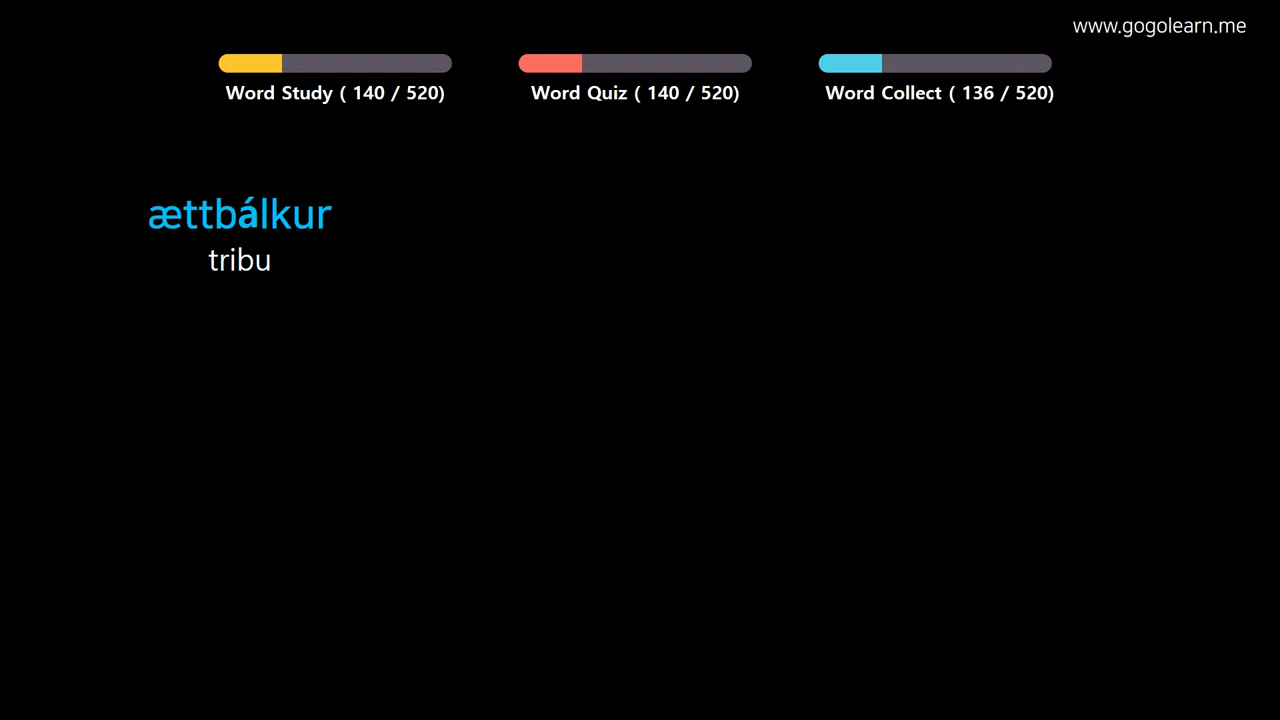 www.gogolearn.me
Word Study ( 140 / 520)
Word Quiz ( 140 / 520)
Word Collect ( 136 / 520)
ættbálkur
tribu